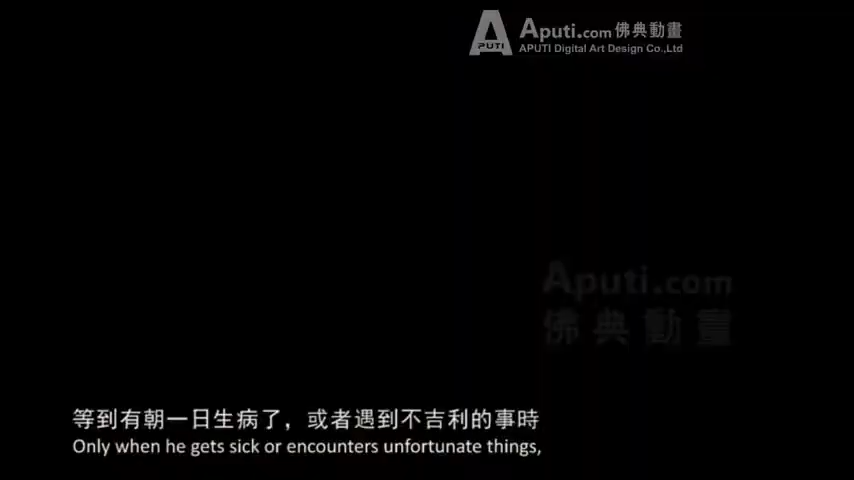 Aputi.com 佛典動畫
PUTI
APUTI Digital Art Design Co.,Ltd
Aputi.com
佛典動畫
等到有朝一日生病了，或者遇到不吉利的事時
Only when he gets sick or encounters unfortunate things,